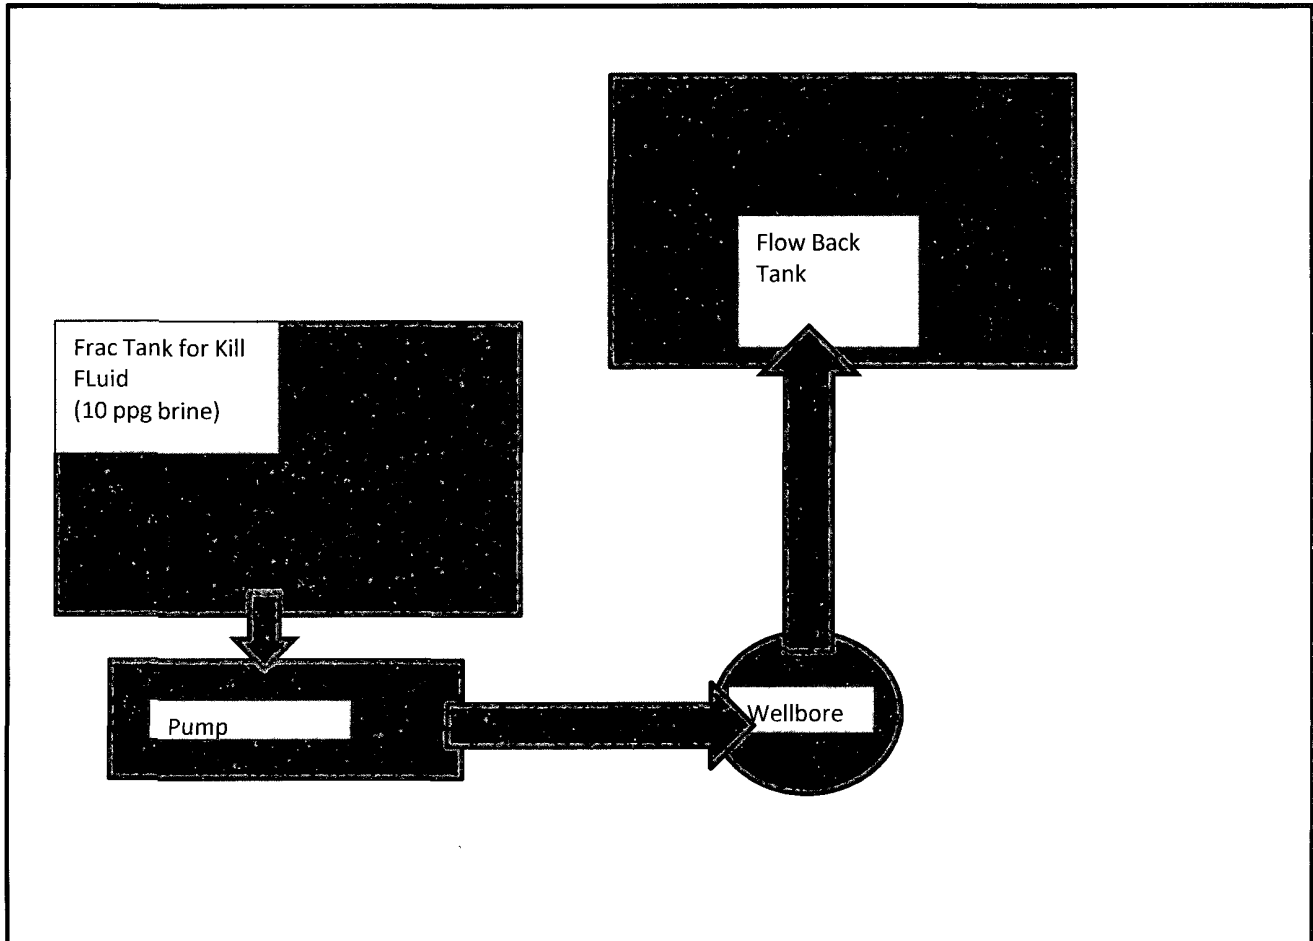 Flow Back
Tank
Frac Tank for Kill
FLuid
(10 ppg brine)
Pump
Wellbore